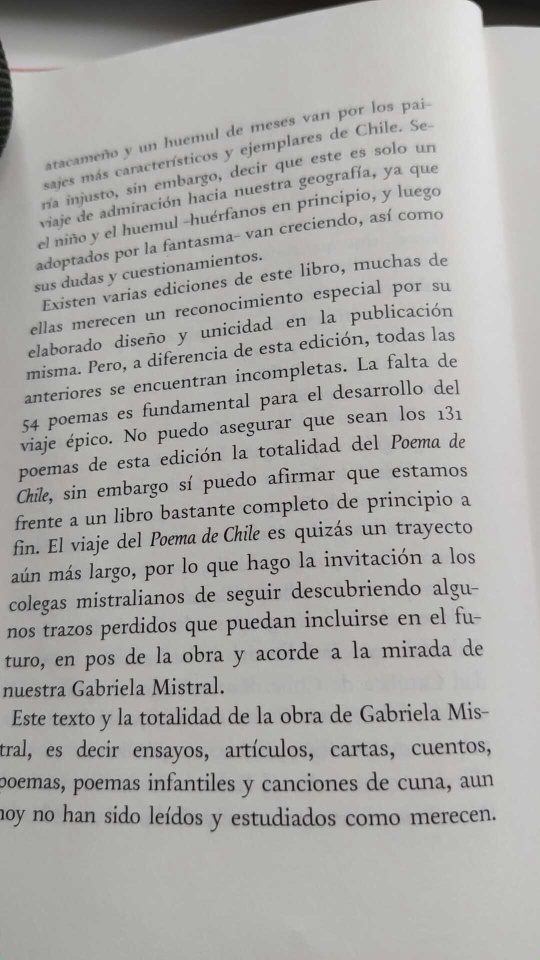 atacameño y un huemul de meses van por los pai-
sajes más característicos y ejemplares de Chile. Se-
ría injusto, sin embargo, decir que este es solo un
viaje de admiración hacia nuestra geografía, ya que
el niño y el huemul -huérfanos en principio, y luego
adoptados por la fantasma- van creciendo, así como
sus dudas y cuestionamientos.
Existen varias ediciones de este libro, muchas de
ellas merecen un reconocimiento especial por su
elaborado diseño y unicidad en la publicación
misma. Pero, a diferencia de esta edición, todas las
anteriores se encuentran incompletas. La falta de
54 poemas es fundamental para el desarrollo del
viaje épico. No puedo asegurar que sean los 131
poemas de esta edición la totalidad del Poema de
Chile, sin embargo sí puedo afirmar que estamos
frente a un libro bastante completo de principio a
fin. El viaje del Poema de Chile es quizás un trayecto
aún más largo, por lo que hago la invitación a los
colegas mistralianos de seguir descubriendo algu-
nos trazos perdidos que puedan incluirse en el fu-
turo, en pos de la obra y acorde a la mirada de
nuestra Gabriela Mistral.
Este texto y la totalidad de la obra de Gabriela Mis-
tral, es decir ensayos, artículos, cartas, cuentos,
poemas, poemas infantiles y canciones de cuna, aun
hoy no han sido leídos y estudiados como merecen.